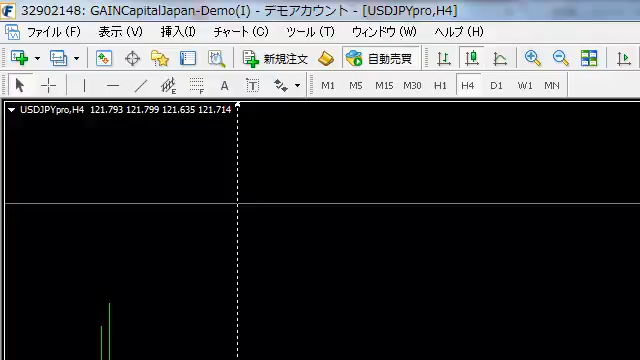 32902148: GAINCapitalJapan-Demo(I) - デモアカウント - [USDJPYpro,H4]
ファイル (F) 表示 (V) 挿入(I) チャート (C) ツール (T) ウィンドウ (W) ヘルプ (H)
新規注文 自動売買
A T M1 M5 M15 M30 H1 H4 D1 W1 MN
USDJPYpro,H4 121.793 121.799 121.635 121.714